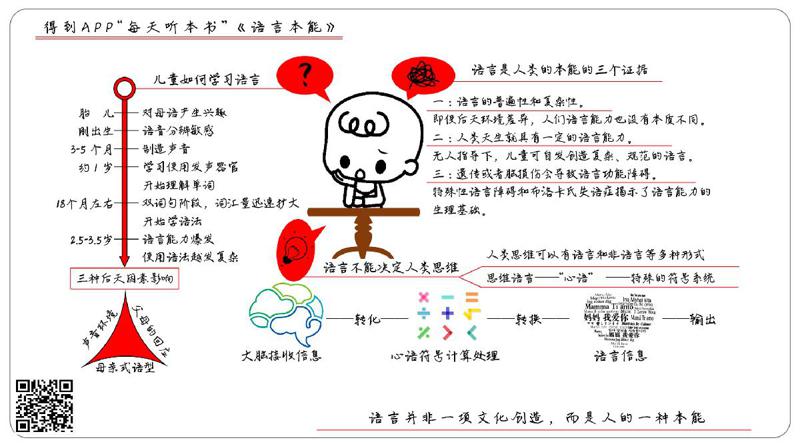 得到APP“每天听本书”《语言本能》
儿童如何学习语言
?
胎 儿 对母语产生兴趣
刚出生 语音分辨敏感
3-5个月 制造声音
约1岁 学习使用发声器官
开始理解单词
18个月左右 双词句阶段，词汇量迅速扩大
开始学语法
2.5-3.5岁 语言能力爆发
使用语法越发复杂
三种后天因素影响
声音环境
父母的回应
母亲式语型
语言是人类的本能的三个证据
一：语言的普遍性和复杂性。
即使后天环境差异，人们语言能力也没有本质不同。
二：人类天生就具有一定的语言能力。
无人指导下，儿童可自发创造复杂、规范的语言。
三：遗传或者脑损伤会导致语言功能障碍。
特殊性语言障碍和布洛卡氏失语症揭示了语言能力的
生理基础。
语言不能决定人类思维
人类思维可以有语言和非语言等多种形式
思维语言——“心语”——特殊的符号系统
大脑接收信息
转化
心语符号计算处理
转换
Mamma Ti amo
妈妈 我爱你
语言信息
输出
语言并非一项文化创造，而是人的一种本能